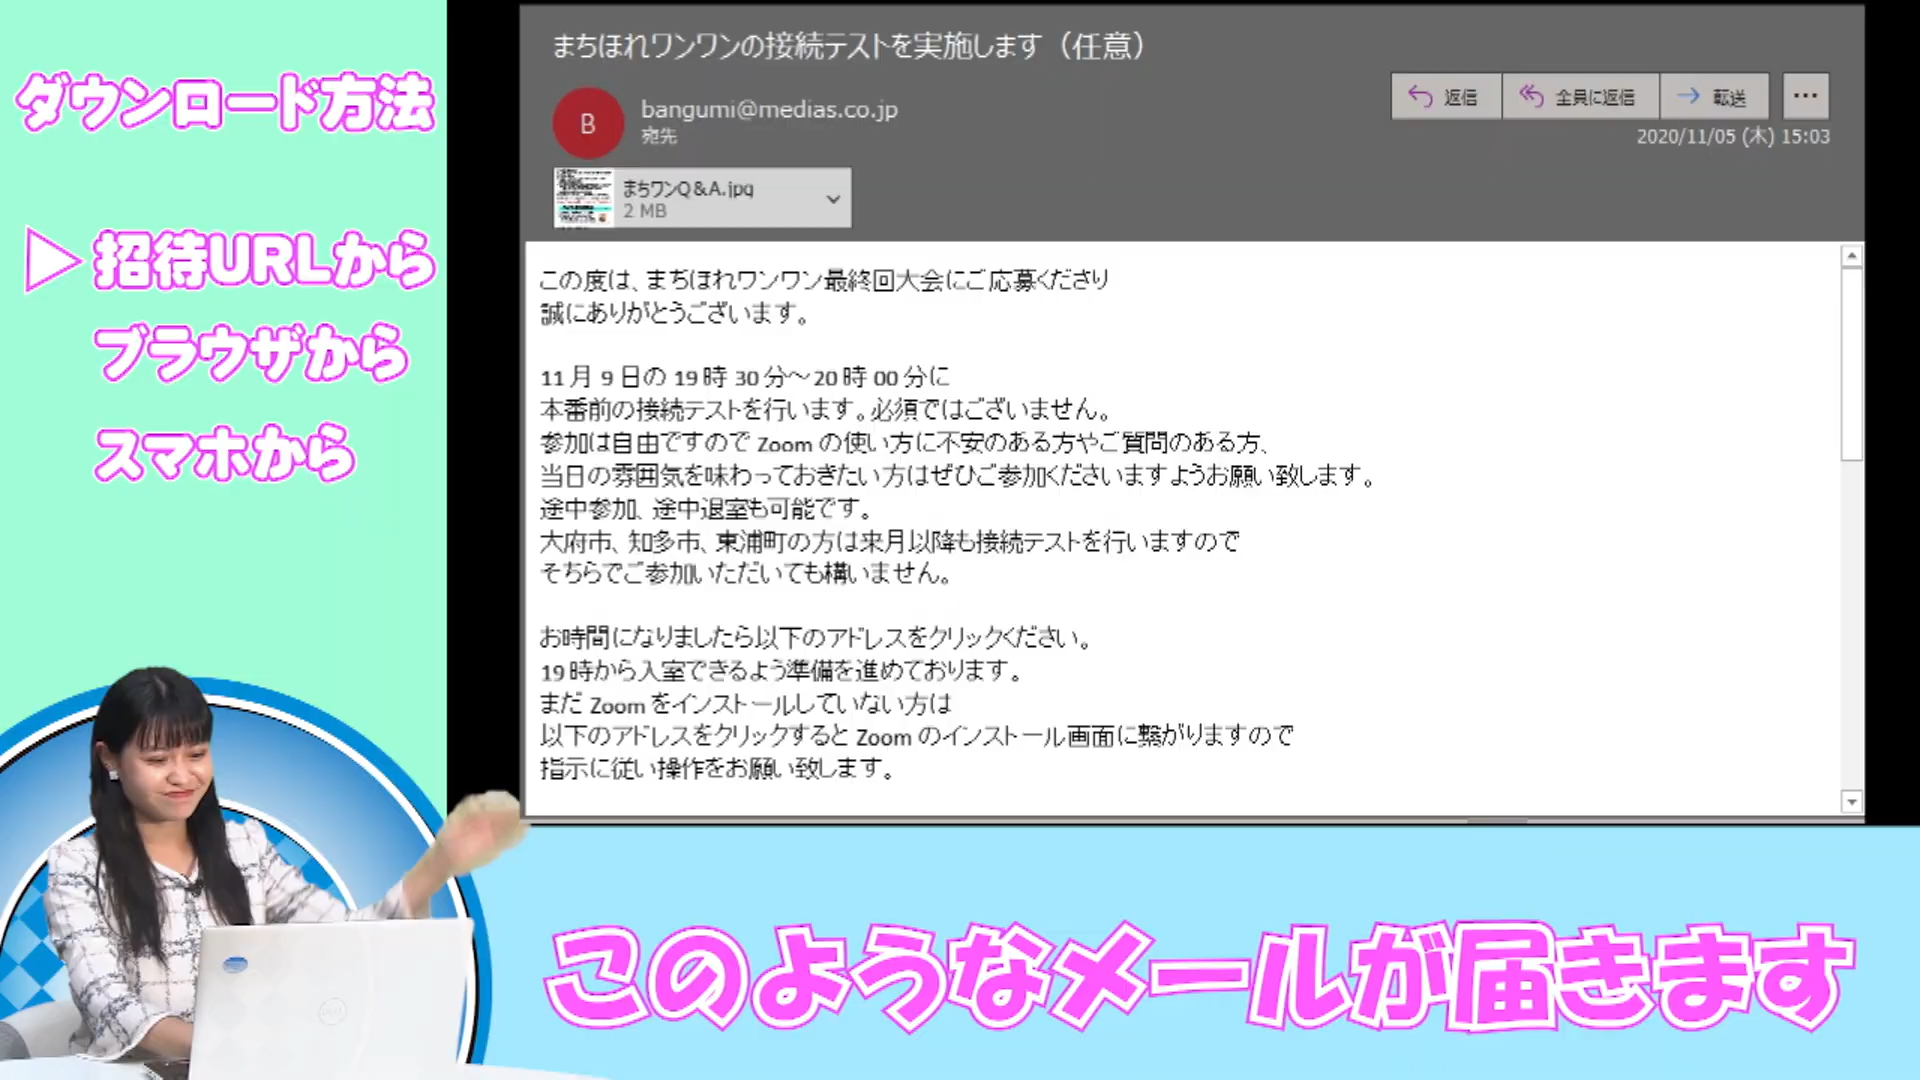 ダウンロード方法
▶招待URLから
ブラウザから
スマホから
まちほれワンワンの接続テストを実施します（任意）
B
bangumi@medias.co.jp
宛先
返信
全員に返信
転送
…
2020/11/05 (木) 15:03
まちワンQ&A.jpg
2 MB
この度は、まちほれワンワン最終回大会にご応募くださり
誠にありがとうございます。
11月9日の19時30分～20時00分に
本番前の接続テストを行います。必須ではございません。
参加は自由ですのでZoomの使い方に不安のある方やご質問のある方、
当日の雰囲気を味わっておきたい方はぜひご参加くださいますようお願い致します。
途中参加、途中退室も可能です。
大府市、知多市、東浦町の方は来月以降も接続テストを行いますので
そちらでご参加いただいても構いません。
お時間になりましたら以下のアドレスをクリックください。
19時から入室できるよう準備を進めております。
まだZoomをインストールしていない方は
以下のアドレスをクリックするとZoomのインストール画面に繋がりますので
指示に従い操作をお願い致します。
このようなメールが届きます